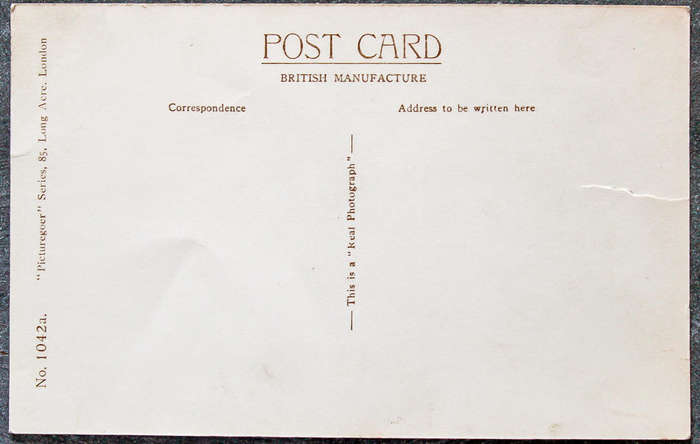 POST CARD
BRITISH MANUFACTURE
Correspondence
Address to be written here
This is a "Real Photograph"
No. 1042a. "Picturegoer" Series, 85, Long Acre, London